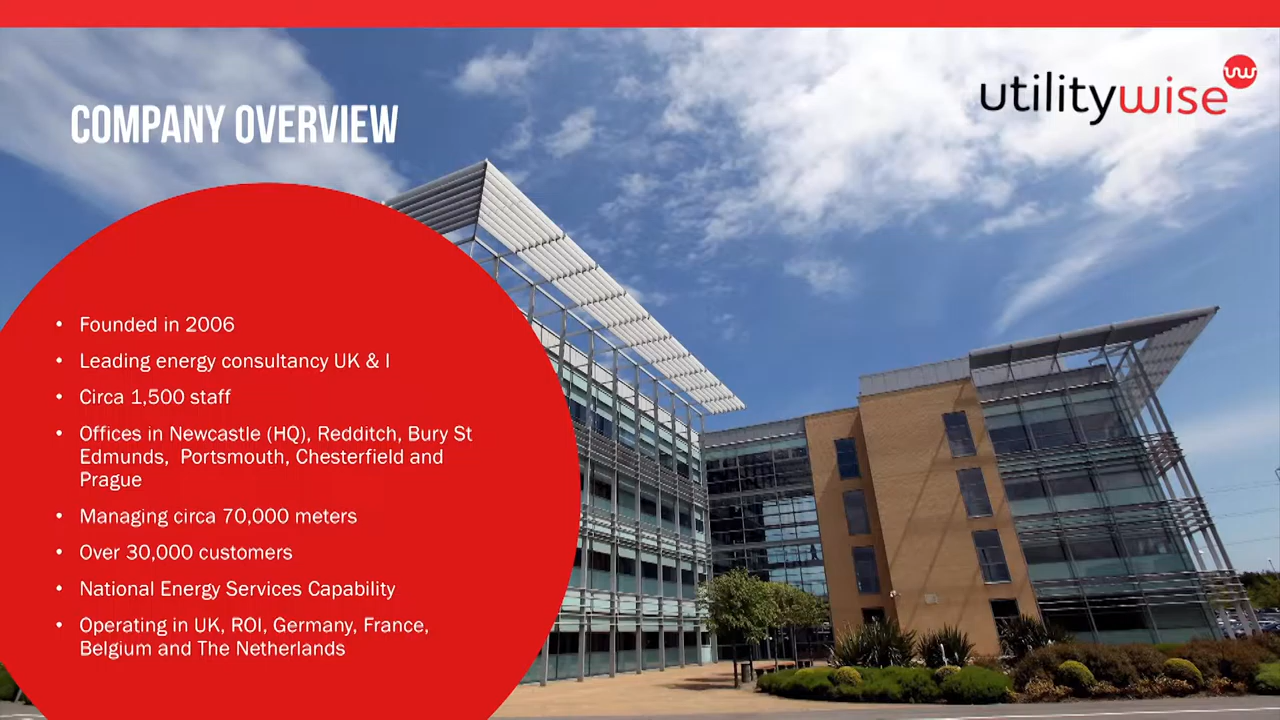 COMPANY OVERVIEW
utilitywise
uw
• Founded in 2006
• Leading energy consultancy UK & I
• Circa 1,500 staff
• Offices in Newcastle (HQ), Redditch, Bury St
Edmunds,  Portsmouth, Chesterfield and
Prague
• Managing circa 70,000 meters
• Over 30,000 customers
• National Energy Services Capability
• Operating in UK, ROI, Germany, France,
Belgium and The Netherlands